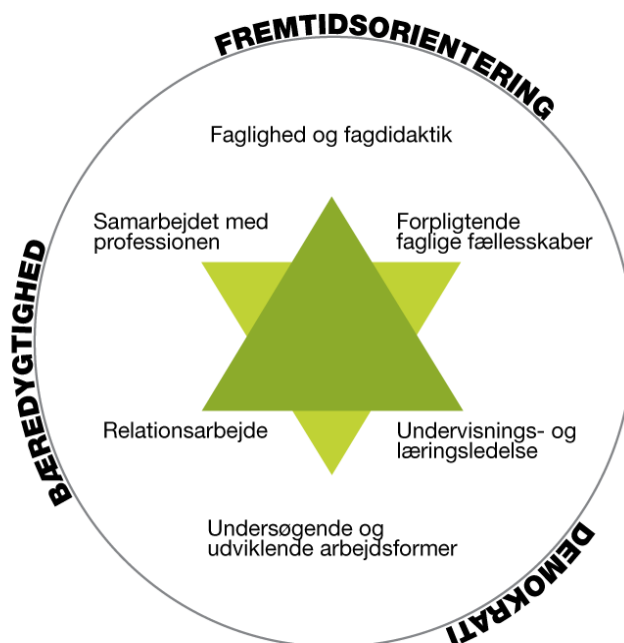 FREMTIDSORIENTERING
Faglighed og fagdidaktik
Samarbejdet med
professionen
Forpligtende
faglige fællesskaber
BÆREDYGTIGHED
Relationsarbejde
Undervisnings- og
læringsledelse
Undersøgende og
udviklende arbejdsformer
DEMOKRATI